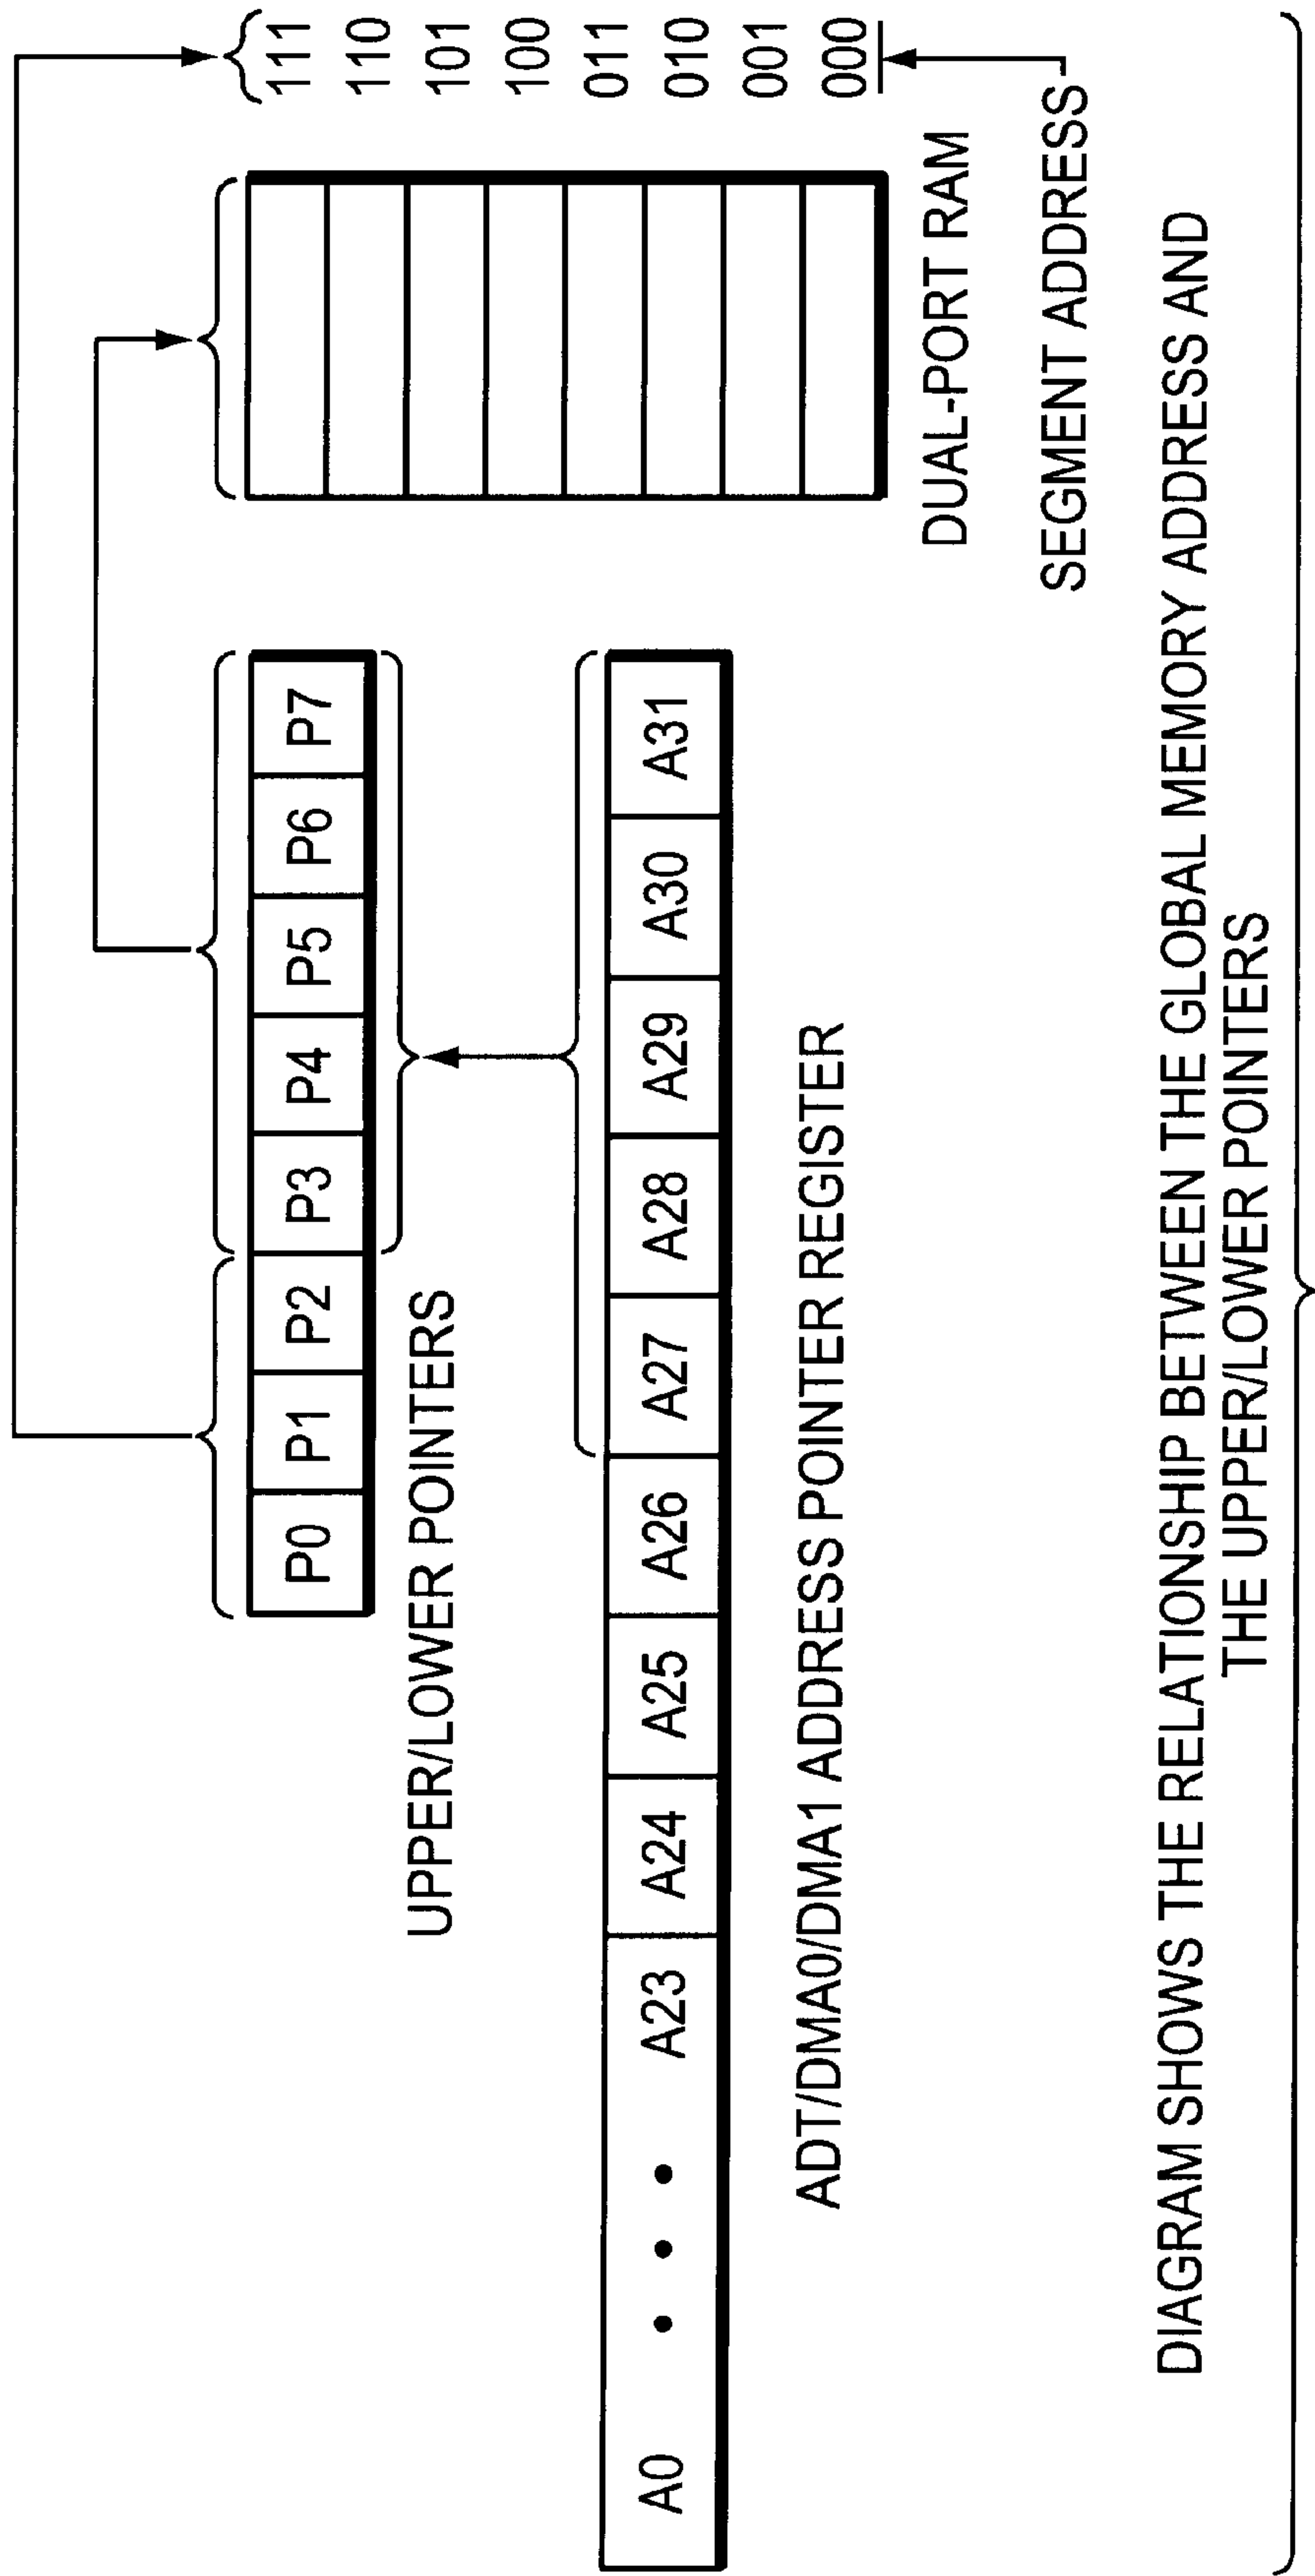 P0 P1 P2 P3 P4 P5 P6 P7
UPPER/LOWER POINTERS
111
110
101
100
011
010
001
000
DUAL-PORT RAM
SEGMENT ADDRESS
A0 • • • A23 A24 A25 A26 A27 A28 A29 A30 A31
ADT/DMA0/DMA1 ADDRESS POINTER REGISTER
DIAGRAM SHOWS THE RELATIONSHIP BETWEEN THE GLOBAL MEMORY ADDRESS AND
THE UPPER/LOWER POINTERS